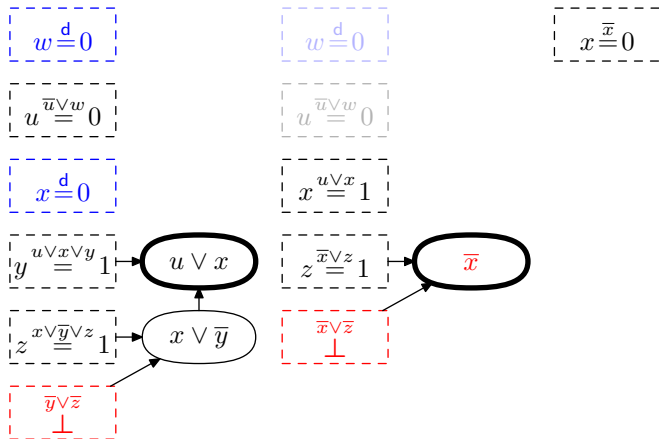 w =ᵈ 0 w =ᵈ 0 x =^{x̅} 0
u =^{u̅∨w} 0 u =^{u̅∨w} 0
x =ᵈ 0 x =^{u∨x} 1
y =^{u∨x∨y} 1 u ∨ x z =^{x̅∨z} 1 x̅
z =^{x∨y̅∨z} 1 x ∨ y̅ x̅∨z̅ ⊥
y̅∨z̅ ⊥